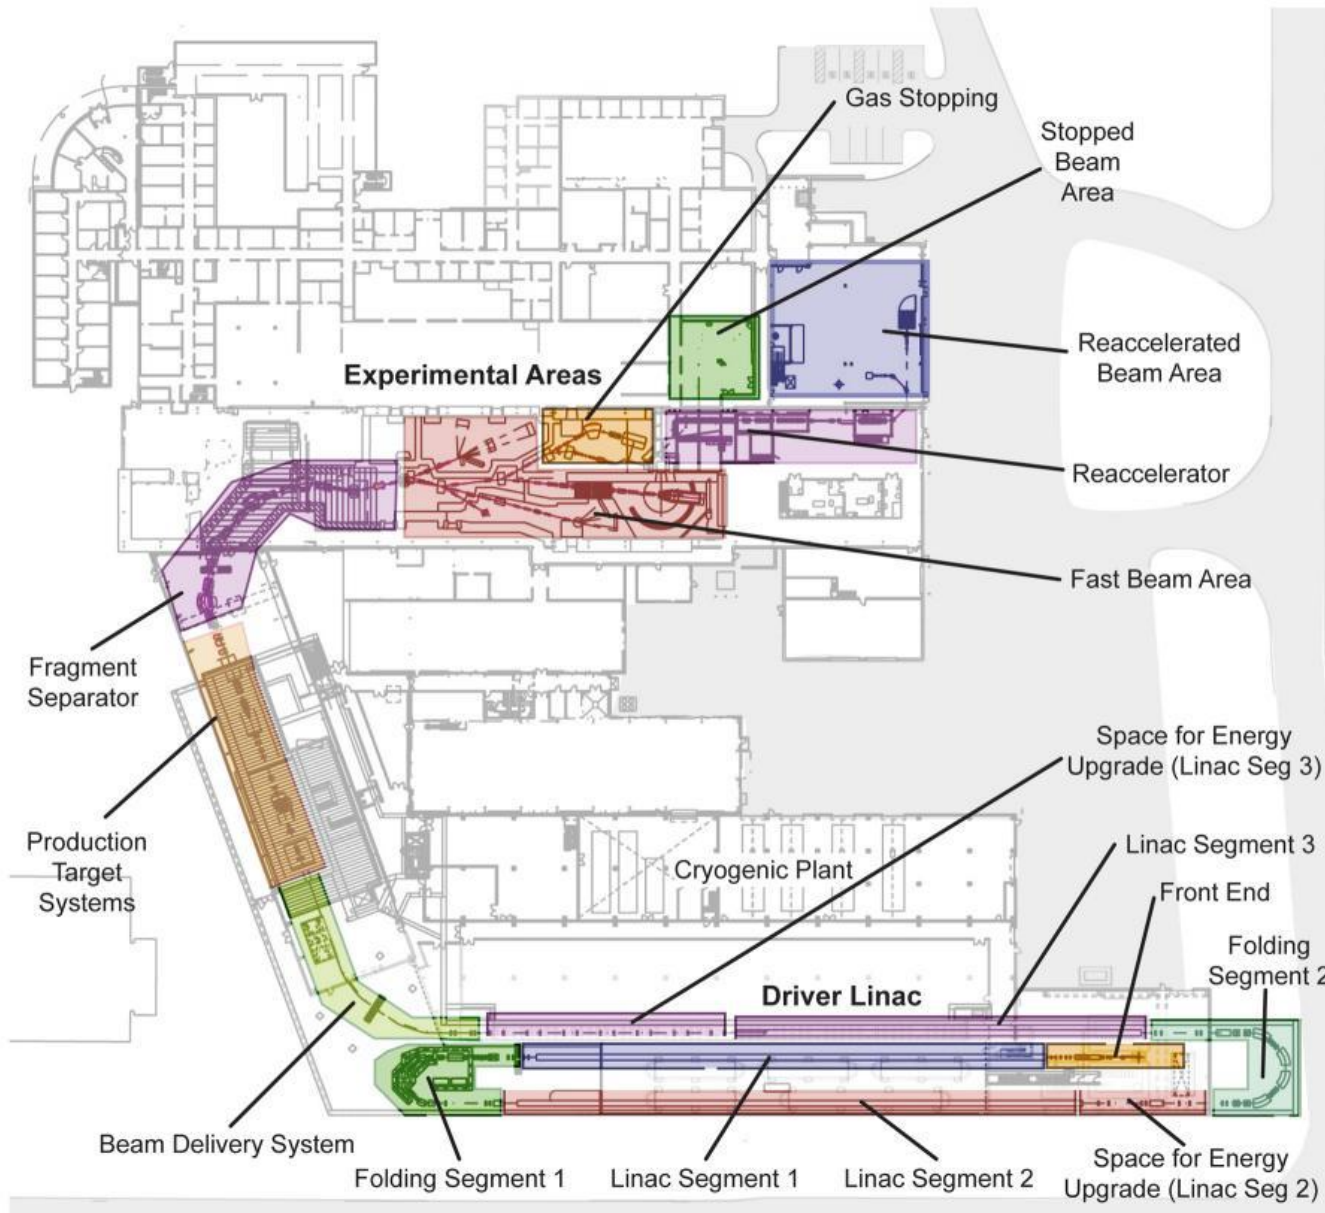 Gas Stopping
Stopped
Beam
Area
Reaccelerated
Beam Area
Experimental Areas
Reaccelerator
Fast Beam Area
Fragment
Separator
Space for Energy
Upgrade (Linac Seg 3)
Production
Target
Systems
Cryogenic Plant
Linac Segment 3
Front End
Folding
Segment 2
Driver Linac
Beam Delivery System
Folding Segment 1
Linac Segment 1
Linac Segment 2
Space for Energy
Upgrade (Linac Seg 2)